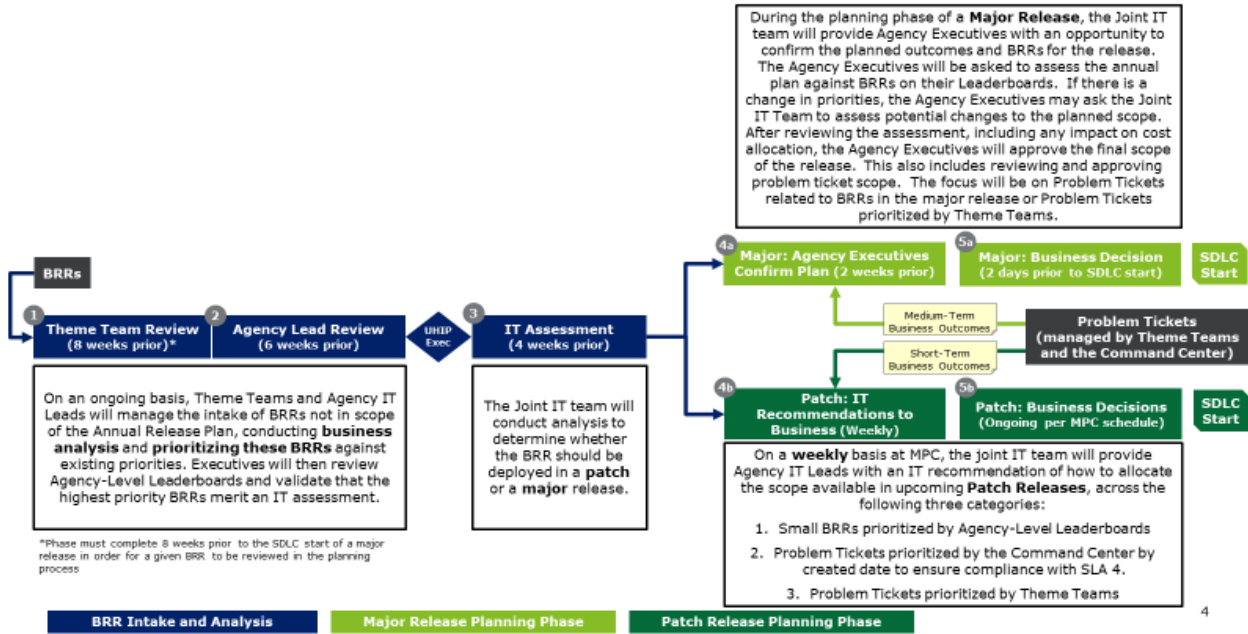 During the planning phase of a Major Release, the Joint IT
team will provide Agency Executives with an opportunity to
confirm the planned outcomes and BRRs for the release.
The Agency Executives will be asked to assess the annual
plan against BRRs on their Leaderboards. If there is a
change in priorities, the Agency Executives may ask the Joint
IT Team to assess potential changes to the planned scope.
After reviewing the assessment, including any impact on cost
allocation, the Agency Executives will approve the final scope
of the release. This also includes reviewing and approving
problem ticket scope. The focus will be on Problem Tickets
related to BRRs in the major release or Problem Tickets
prioritized by Theme Teams.
BRRs
1
Theme Team Review
(8 weeks prior)*
2
Agency Lead Review
(6 weeks prior)
UHIP
Exec
3
IT Assessment
(4 weeks prior)
4a
Major: Agency Executives
Confirm Plan (2 weeks prior)
5a
Major: Business Decision
(2 days prior to SDLC start)
SDLC
Start
Medium-Term
Business Outcomes
Short-Term
Business Outcomes
Problem Tickets
(managed by Theme Teams
and the Command Center)
4b
Patch: IT
Recommendations to
Business (Weekly)
5b
Patch: Business Decisions
(Ongoing per MPC schedule)
SDLC
Start
On an ongoing basis, Theme Teams and Agency IT
Leads will manage the intake of BRRs not in scope
of the Annual Release Plan, conducting business
analysis and prioritizing these BRRs against
existing priorities. Executives will then review
Agency-Level Leaderboards and validate that the
highest priority BRRs merit an IT assessment.
The Joint IT team will
conduct analysis to
determine whether
the BRR should be
deployed in a patch
or a major release.
On a weekly basis at MPC, the joint IT team will provide
Agency IT Leads with an IT recommendation of how to allocate
the scope available in upcoming Patch Releases, across the
following three categories:
1. Small BRRs prioritized by Agency-Level Leaderboards
2. Problem Tickets prioritized by the Command Center by
created date to ensure compliance with SLA 4.
3. Problem Tickets prioritized by Theme Teams
*Phase must complete 8 weeks prior to the SDLC start of a major
release in order for a given BRR to be reviewed in the planning
process
BRR Intake and Analysis
Major Release Planning Phase
Patch Release Planning Phase
4